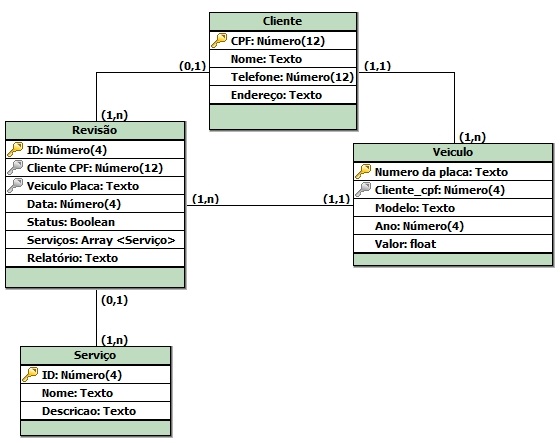 Cliente
CPF: Número(12)
Nome: Texto
Telefone: Número(12)
Endereço: Texto
(0,1)
(1,1)
(1,n)
(1,n)
Revisão
ID: Número(4)
Cliente CPF: Número(12)
Veiculo Placa: Texto
Data: Número(4)
Status: Boolean
Serviços: Array <Serviço>
Relatório: Texto
Veiculo
Numero da placa: Texto
Cliente_cpf: Número(4)
Modelo: Texto
Ano: Número(4)
Valor: float
(1,n)
(1,1)
(0,1)
(1,n)
Serviço
ID: Número(4)
Nome: Texto
Descricao: Texto